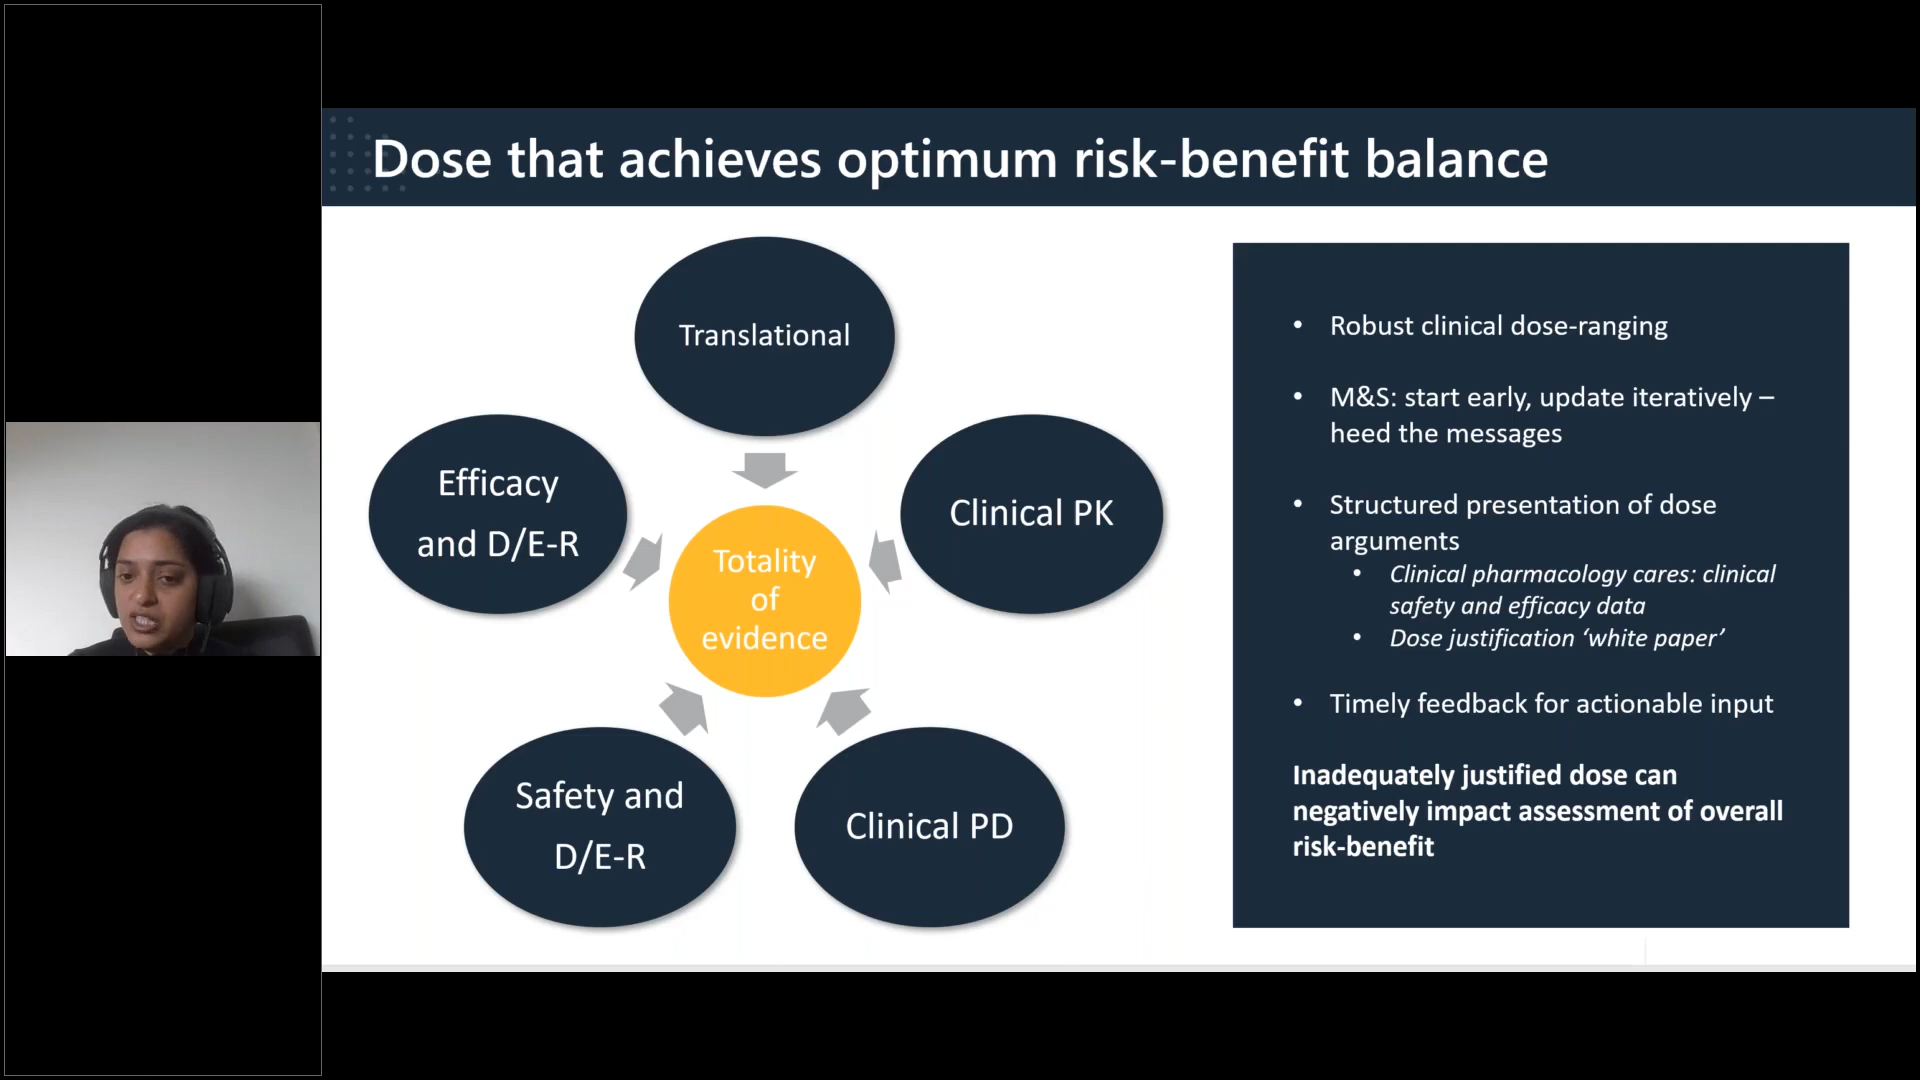 Dose that achieves optimum risk-benefit balance
Translational
Efficacy
and D/E-R
Clinical PK
Totality
of
evidence
Safety and
D/E-R
Clinical PD
• Robust clinical dose-ranging
• M&S: start early, update iteratively –
heed the messages
• Structured presentation of dose
arguments
• Clinical pharmacology cares: clinical
safety and efficacy data
• Dose justification ‘white paper’
• Timely feedback for actionable input
Inadequately justified dose can
negatively impact assessment of overall
risk-benefit